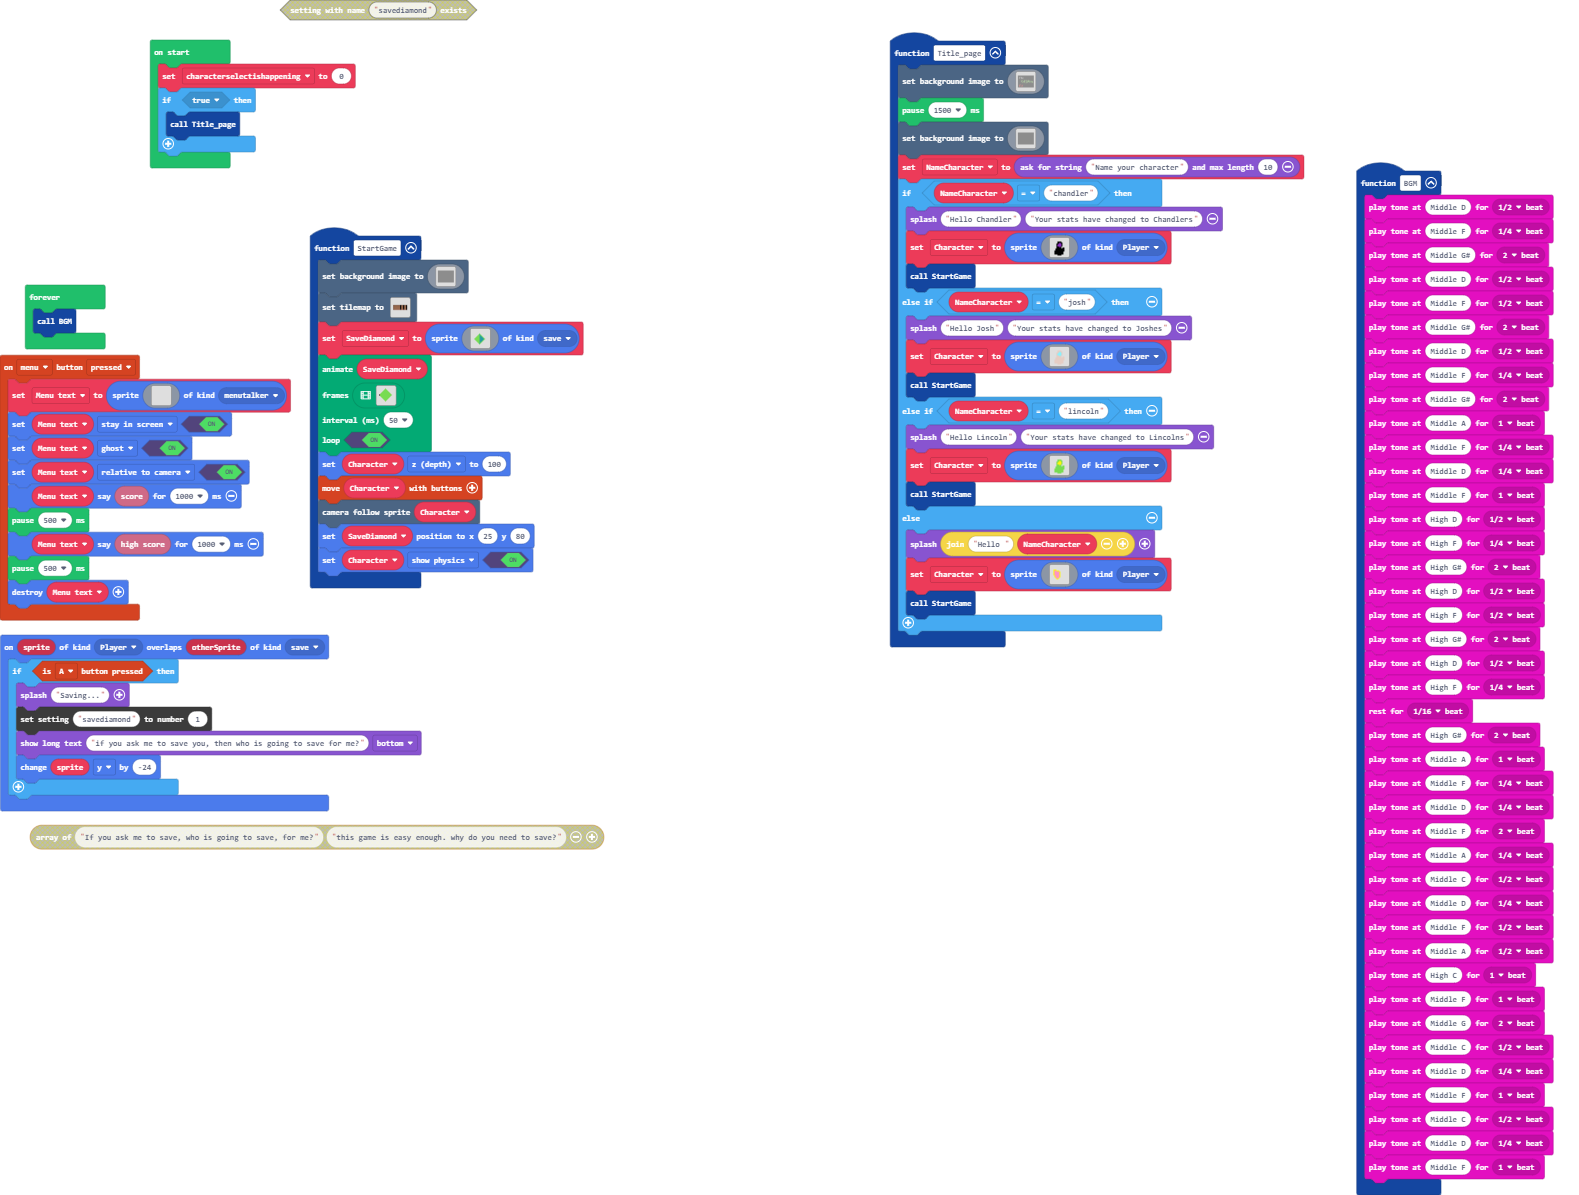 setting with name "savediamond" exists
on start
set characterselectishappening to 0
if true then
call Title_page
forever
call BGM
on menu button pressed
set Menu text to sprite of kind menutalker
set Menu text stay in screen ON
set Menu text ghost ON
set Menu text relative to camera ON
Menu text say score for 1000 ms
pause 500 ms
Menu text say high score for 1000 ms
pause 500 ms
destroy Menu text
on sprite of kind Player overlaps otherSprite of kind save
if is A button pressed then
splash "Saving..."
set setting "savediamond" to number 1
show long text "if you ask me to save you, then who is going to save for me?" bottom
change sprite y by -24
array of "If you ask me to save, who is going to save, for me?" "this game is easy enough. why do you need to save?"
function StartGame
set background image to
set tilemap to
set SaveDiamond to sprite of kind save
animate SaveDiamond
frames
interval (ms) 50
loop ON
set Character z (depth) to 100
move Character with buttons
camera follow sprite Character
set SaveDiamond position to x 25 y 80
set Character show physics ON
function Title_page
set background image to
pause 1500 ms
set background image to
set NameCharacter to ask for string "Name your character" and max length 10
if NameCharacter = "chandler" then
splash "Hello Chandler" "Your stats have changed to Chandlers"
set Character to sprite of kind Player
call StartGame
else if NameCharacter = "josh" then
splash "Hello Josh" "Your stats have changed to Joshes"
set Character to sprite of kind Player
call StartGame
else if NameCharacter = "lincoln" then
splash "Hello Lincoln" "Your stats have changed to Lincolns"
set Character to sprite of kind Player
call StartGame
else
splash join "Hello " NameCharacter
set Character to sprite of kind Player
call StartGame
function BGM
play tone at Middle D for 1/2 beat
play tone at Middle F for 1/4 beat
play tone at Middle G# for 2 beat
play tone at Middle D for 1/2 beat
play tone at Middle F for 1/2 beat
play tone at Middle G# for 2 beat
play tone at Middle D for 1/2 beat
play tone at Middle F for 1/4 beat
play tone at Middle G# for 2 beat
play tone at Middle A for 1 beat
play tone at Middle F for 1/4 beat
play tone at Middle D for 1/4 beat
play tone at Middle F for 1 beat
play tone at High D for 1/2 beat
play tone at High F for 1/4 beat
play tone at High G# for 2 beat
play tone at High D for 1/2 beat
play tone at High F for 1/2 beat
play tone at High G# for 2 beat
play tone at High D for 1/2 beat
play tone at High F for 1/4 beat
rest for 1/16 beat
play tone at High G# for 2 beat
play tone at Middle A for 1 beat
play tone at Middle F for 1/4 beat
play tone at Middle D for 1/4 beat
play tone at Middle F for 2 beat
play tone at Middle A for 1/4 beat
play tone at Middle C for 1/2 beat
play tone at Middle D for 1/4 beat
play tone at Middle F for 1/2 beat
play tone at Middle A for 1/2 beat
play tone at High C for 1 beat
play tone at Middle F for 1 beat
play tone at Middle G for 2 beat
play tone at Middle C for 1/2 beat
play tone at Middle D for 1/4 beat
play tone at Middle F for 1 beat
play tone at Middle C for 1/2 beat
play tone at Middle D for 1/4 beat
play tone at Middle F for 1 beat